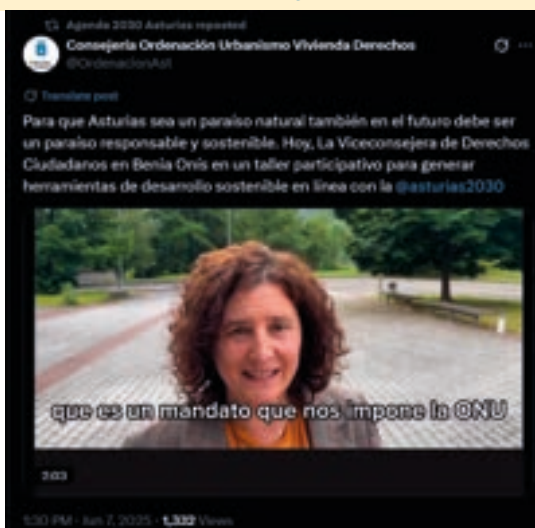 Agenda 2030 Asturias reposted
Consejería Ordenación Urbanismo Vivienda Derechos
@OrdenacionAst
Translate post
Para que Asturias sea un paraíso natural también en el futuro debe ser
un paraíso responsable y sostenible. Hoy, La Viceconsejera de Derechos
Ciudadanos en Benia Onís en un taller participativo para generar
herramientas de desarrollo sostenible en línea con la @asturias2030
que es un mandato que nos impone la ONU
2:03
1:30 PM · Jun 7, 2025 · 1,332 Views